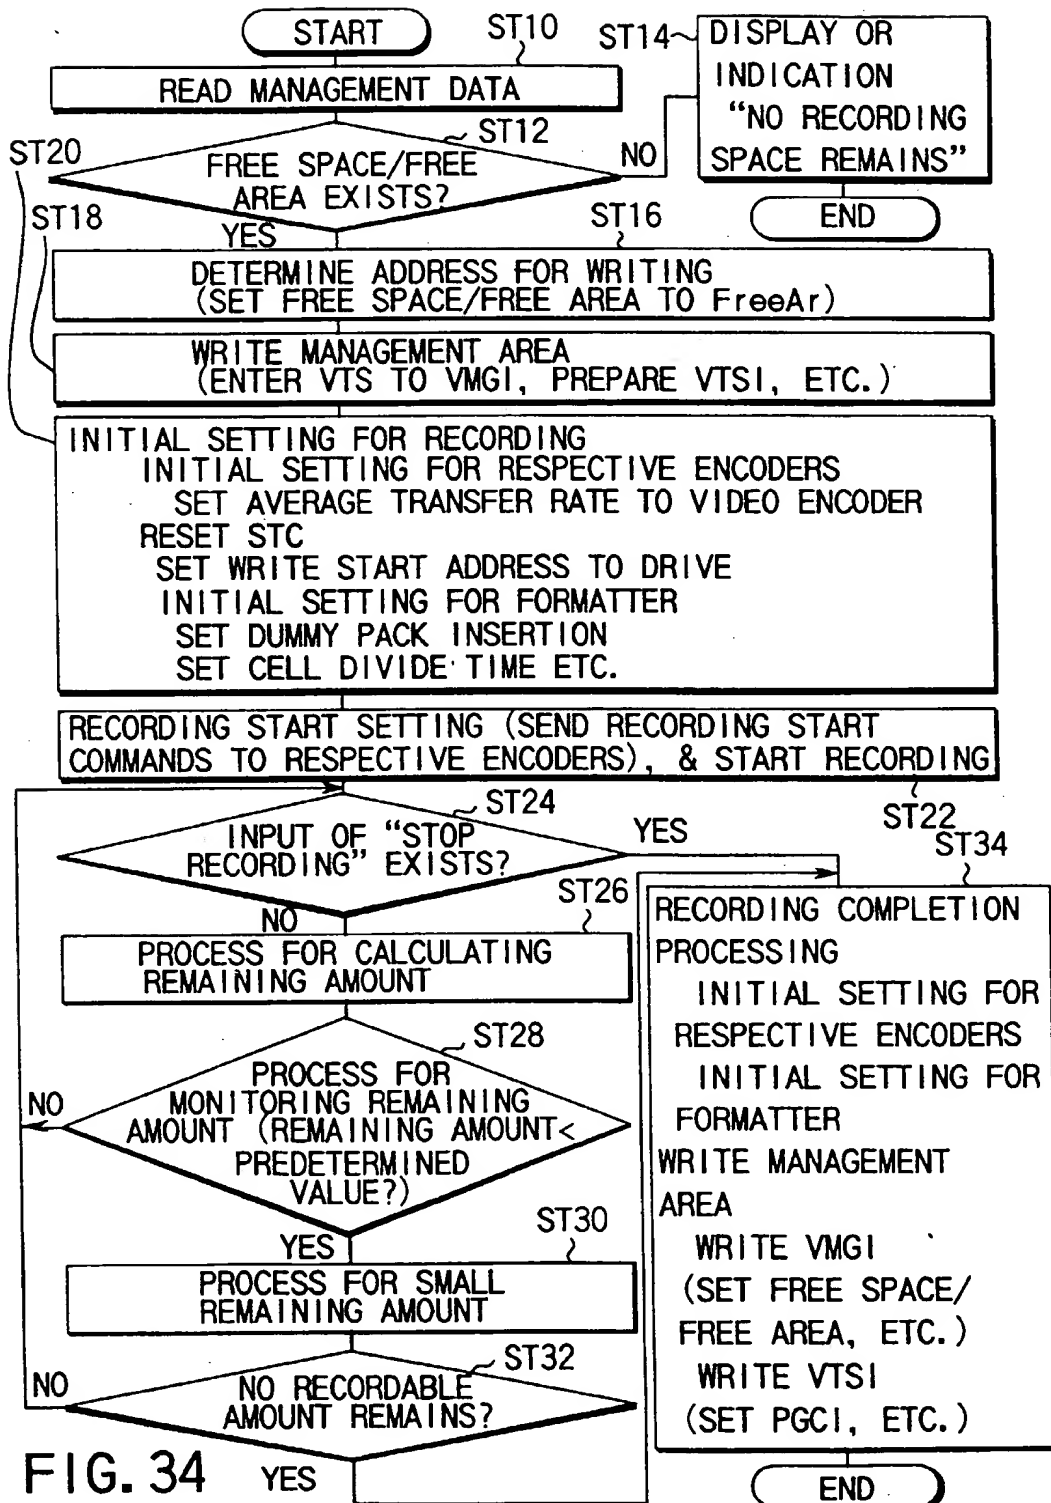 START
ST10
READ MANAGEMENT DATA
ST14
DISPLAY OR
INDICATION
“NO RECORDING
SPACE REMAINS”
END
ST12
FREE SPACE/FREE
AREA EXISTS?
NO
YES
ST20
ST18
ST16
DETERMINE ADDRESS FOR WRITING
(SET FREE SPACE/FREE AREA TO FreeAr)
WRITE MANAGEMENT AREA
(ENTER VTS TO VMGI, PREPARE VTSI, ETC.)
INITIAL SETTING FOR RECORDING
INITIAL SETTING FOR RESPECTIVE ENCODERS
SET AVERAGE TRANSFER RATE TO VIDEO ENCODER
RESET STC
SET WRITE START ADDRESS TO DRIVE
INITIAL SETTING FOR FORMATTER
SET DUMMY PACK INSERTION
SET CELL DIVIDE TIME ETC.
RECORDING START SETTING (SEND RECORDING START
COMMANDS TO RESPECTIVE ENCODERS), & START RECORDING
ST22
ST24
INPUT OF “STOP
RECORDING” EXISTS?
YES
NO
ST26
PROCESS FOR CALCULATING
REMAINING AMOUNT
ST28
PROCESS FOR
MONITORING REMAINING
AMOUNT (REMAINING AMOUNT<
PREDETERMINED
VALUE?)
NO
YES
ST30
PROCESS FOR SMALL
REMAINING AMOUNT
ST32
NO RECORDABLE
AMOUNT REMAINS?
NO
YES
ST34
RECORDING COMPLETION
PROCESSING
INITIAL SETTING FOR
RESPECTIVE ENCODERS
INITIAL SETTING FOR
FORMATTER
WRITE MANAGEMENT
AREA
WRITE VMGI
(SET FREE SPACE/
FREE AREA, ETC.)
WRITE VTSI
(SET PGCI, ETC.)
END
FIG. 34